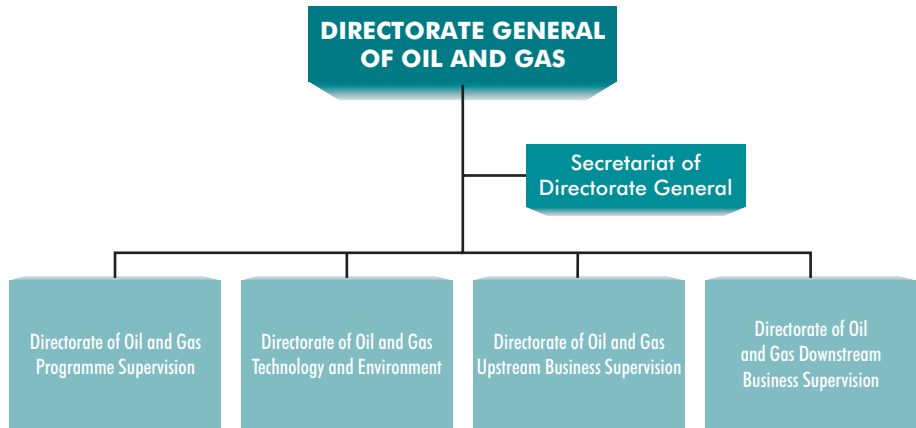 DIRECTORATE GENERAL
OF OIL AND GAS
Secretariat of
Directorate General
Directorate of Oil and Gas
Programme Supervision
Directorate of Oil and Gas
Technology and Environment
Directorate of Oil and Gas
Upstream Business Supervision
Directorate of Oil
and Gas Downstream
Business Supervision